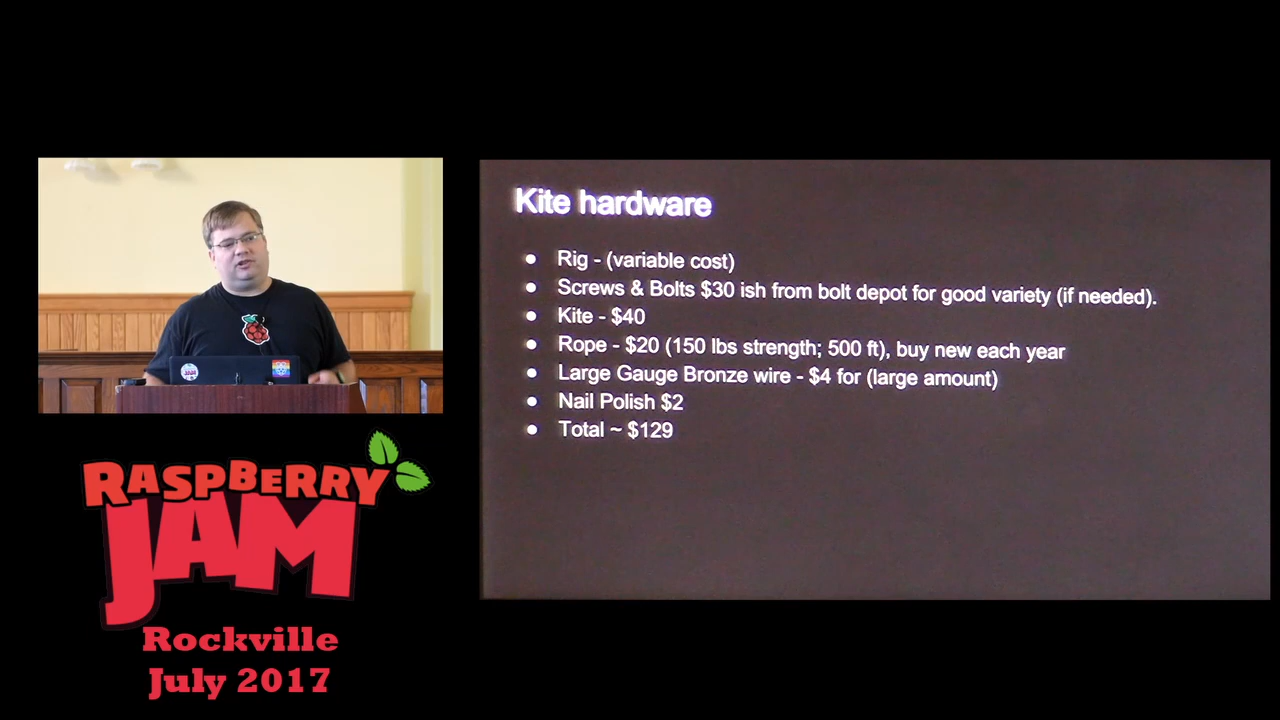 Kite hardware
Rig - (variable cost)
Screws & Bolts $30 ish from bolt depot for good variety (if needed).
Kite - $40
Rope - $20 (150 lbs strength; 500 ft), buy new each year
Large Gauge Bronze wire - $4 for (large amount)
Nail Polish $2
Total ~ $129
RASPBERRY
JAM
Rockville
July 2017